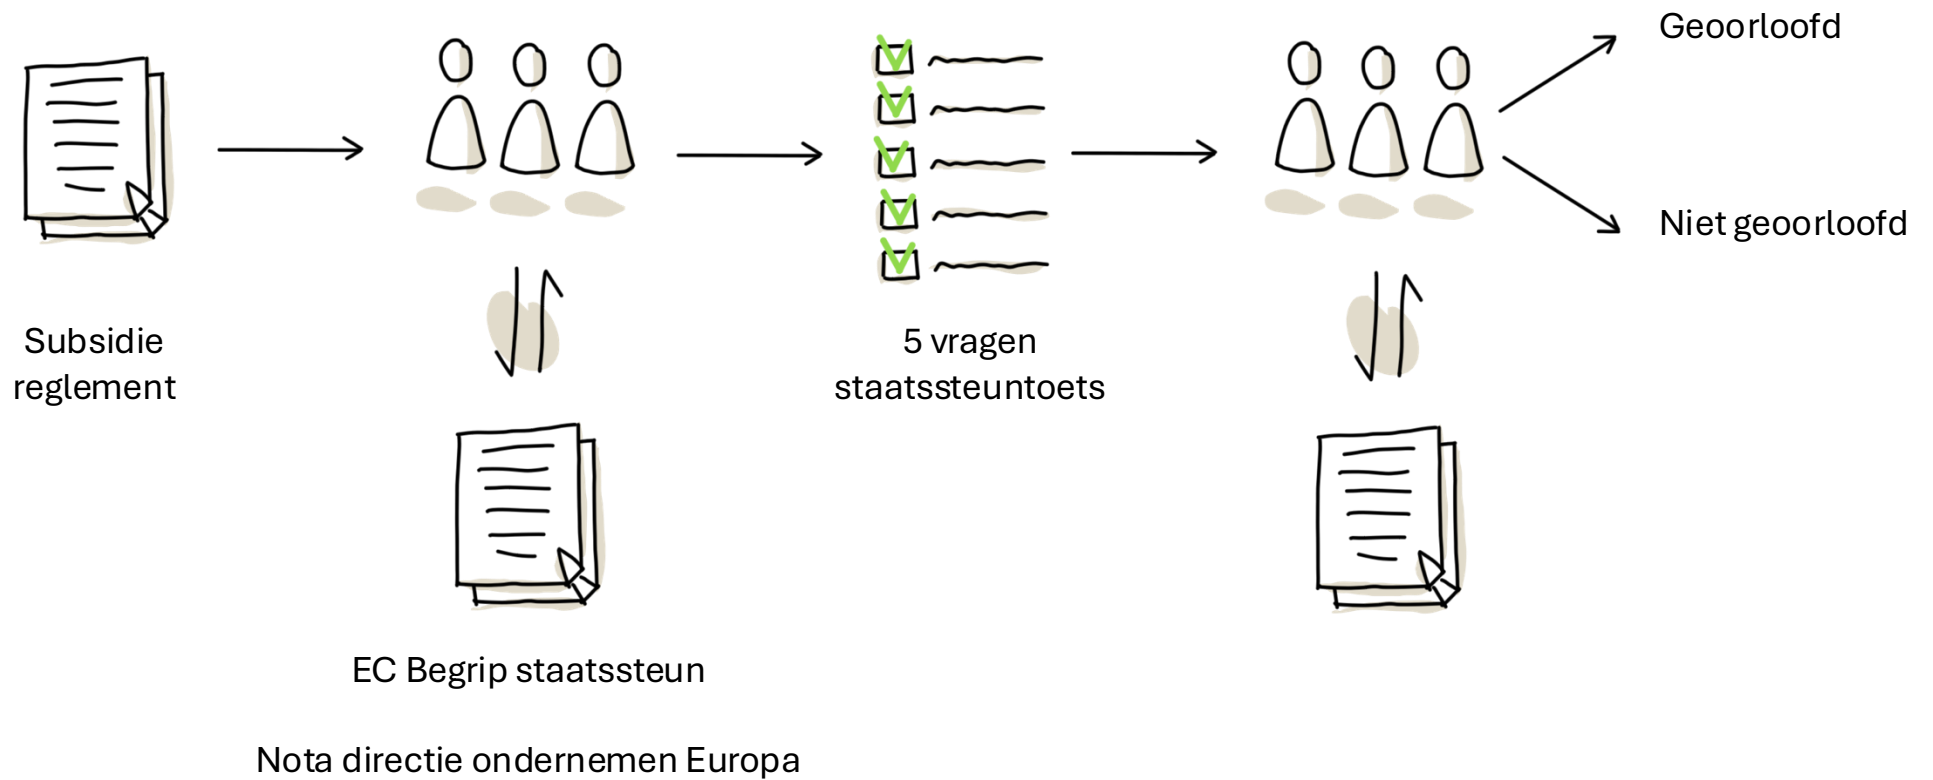 Geoorloofd
Niet geoorloofd
Subsidie
reglement
5 vragen
staatssteuntoets
EC Begrip staatssteun
Nota directie ondernemen Europa